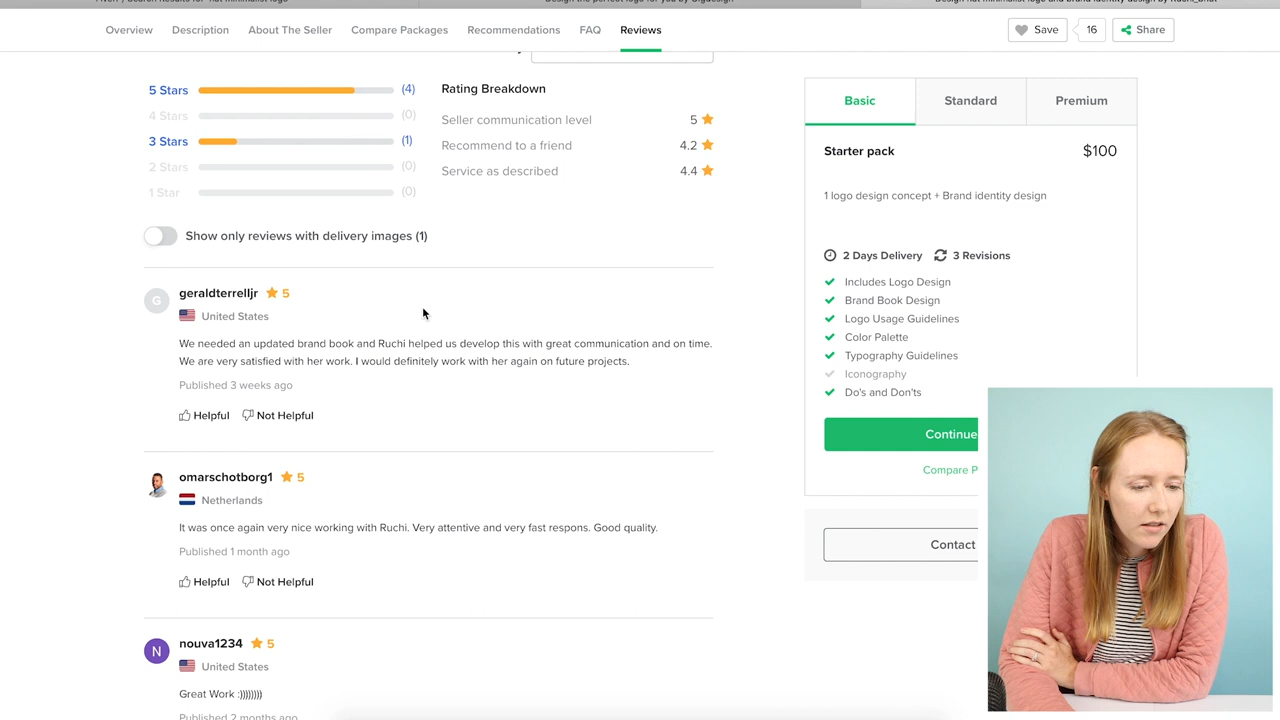 Overview Description About The Seller Compare Packages Recommendations FAQ Reviews Save 16 Share
5 Stars (4)
4 Stars (0)
3 Stars (1)
2 Stars (0)
1 Star (0)
Rating Breakdown
Seller communication level 5
Recommend to a friend 4.2
Service as described 4.4
Show only reviews with delivery images (1)
G
geraldterrelljr 5
United States
We needed an updated brand book and Ruchi helped us develop this with great communication and on time.
We are very satisfied with her work. I would definitely work with her again on future projects.
Published 3 weeks ago
Helpful Not Helpful
omarschotborg1 5
Netherlands
It was once again very nice working with Ruchi. Very attentive and very fast respons. Good quality.
Published 1 month ago
Helpful Not Helpful
N
nouva1234 5
United States
Great Work :))))))))
Published 2 months ago
Basic Standard Premium
Starter pack $100
1 logo design concept + Brand identity design
2 Days Delivery 3 Revisions
Includes Logo Design
Brand Book Design
Logo Usage Guidelines
Color Palette
Typography Guidelines
Iconography
Do's and Don'ts
Continue
Compare P
Contact